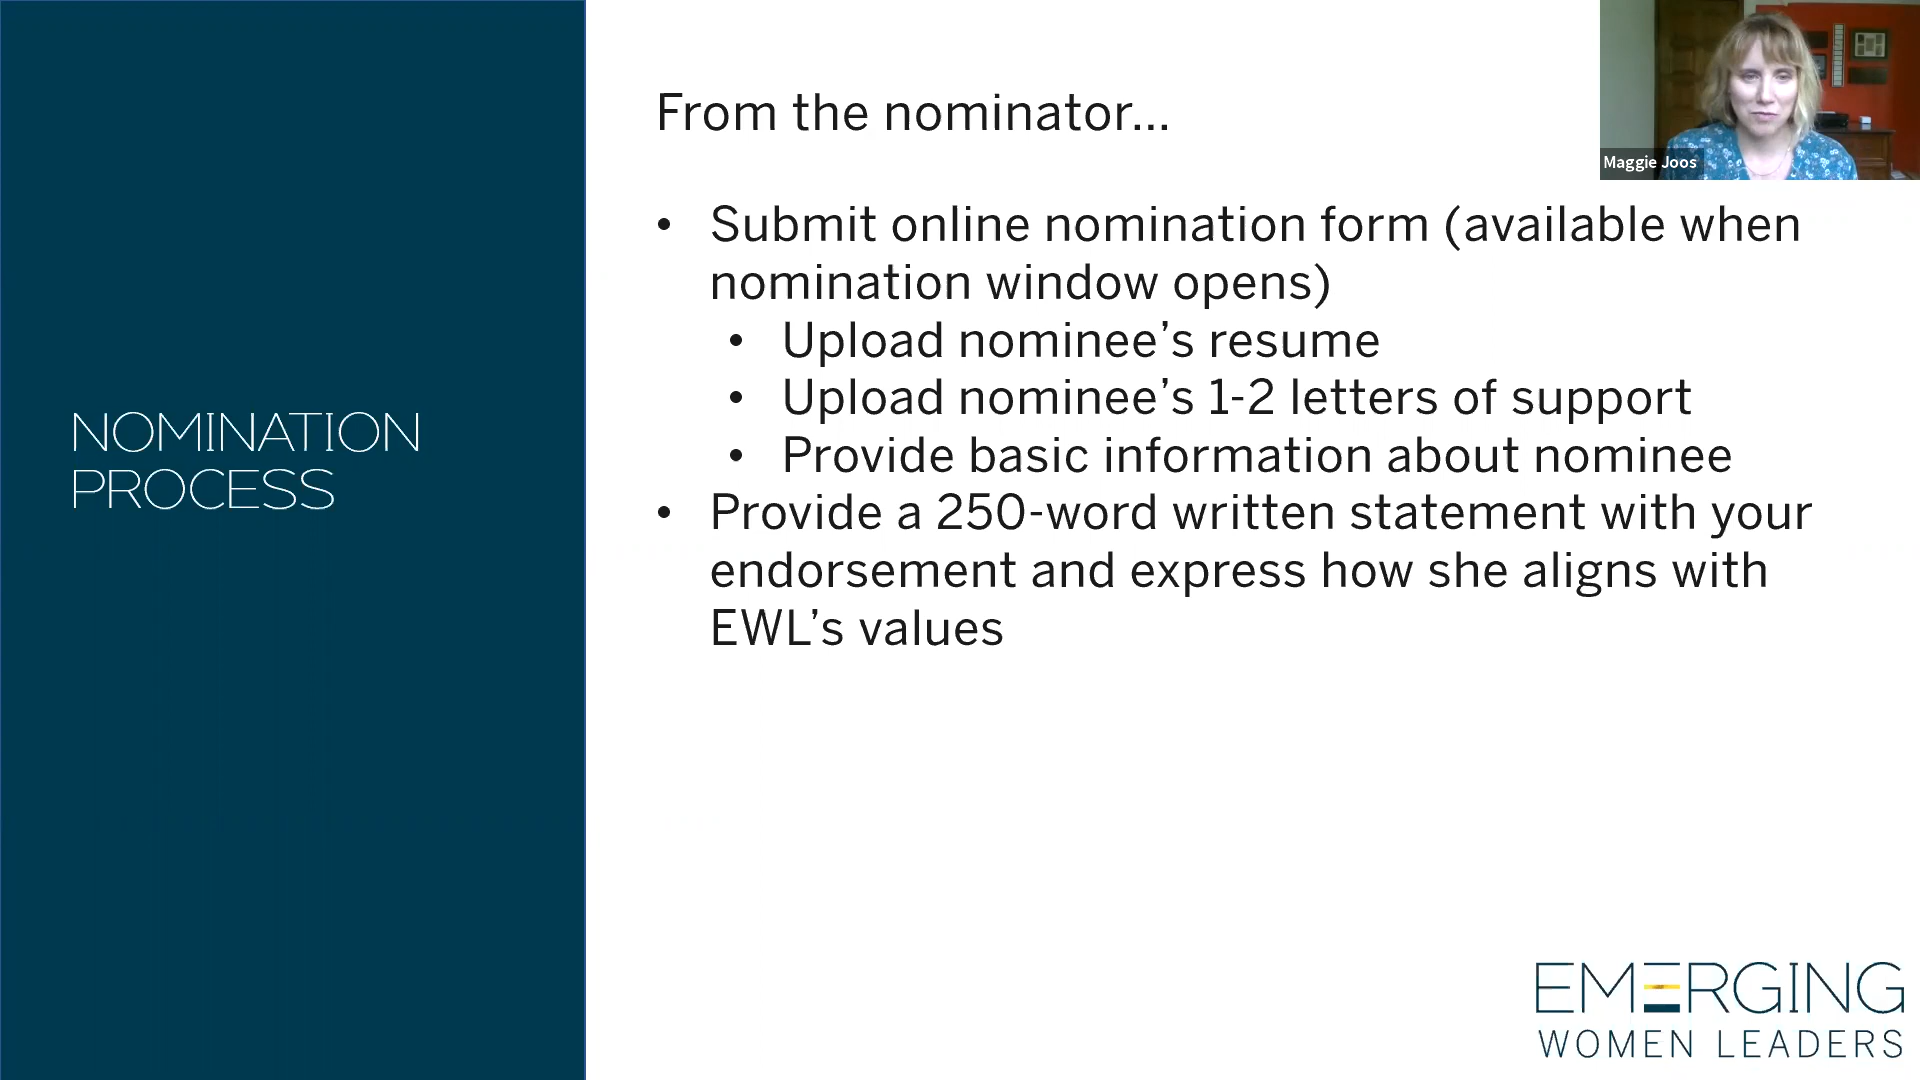 NOMINATION
PROCESS
From the nominator...
• Submit online nomination form (available when
nomination window opens)
• Upload nominee’s resume
• Upload nominee’s 1-2 letters of support
• Provide basic information about nominee
• Provide a 250-word written statement with your
endorsement and express how she aligns with
EWL’s values
Maggie Joos
EMERGING
WOMEN LEADERS